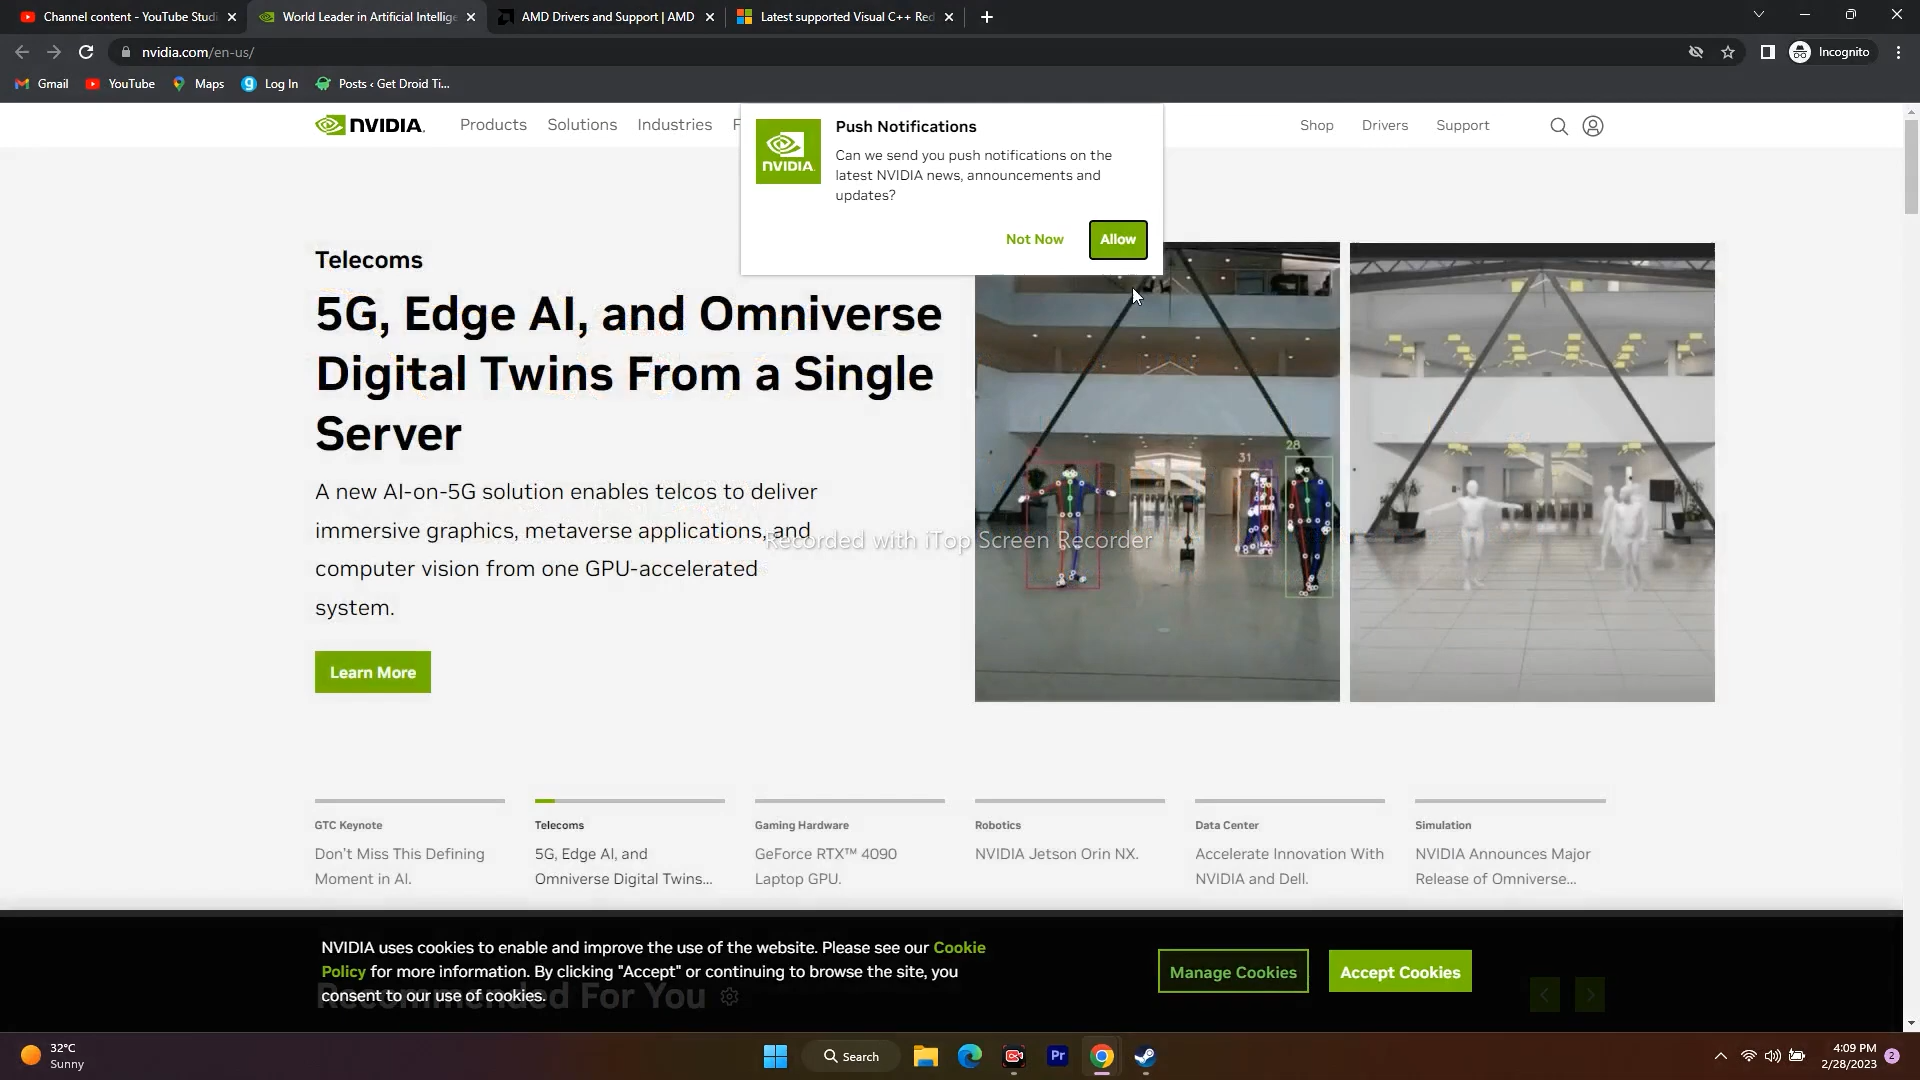 Channel content - YouTube Studi
World Leader in Artificial Intellige
AMD Drivers and Support | AMD
Latest supported Visual C++ Red
nvidia.com/en-us/
Incognito
Gmail
YouTube
Maps
Log In
Posts ‹ Get Droid Ti...
NVIDIA.
Products
Solutions
Industries
F
Shop
Drivers
Support
NVIDIA.
Push Notifications
Can we send you push notifications on the
latest NVIDIA news, announcements and
updates?
Not Now
Allow
Telecoms
5G, Edge AI, and Omniverse
Digital Twins From a Single
Server
A new AI-on-5G solution enables telcos to deliver
immersive graphics, metaverse applications, and
computer vision from one GPU-accelerated
system.
Learn More
28
31
Recorded with iTop Screen Recorder
GTC Keynote
Don't Miss This Defining
Moment in AI.
Telecoms
5G, Edge AI, and
Omniverse Digital Twins...
Gaming Hardware
GeForce RTX™ 4090
Laptop GPU.
Robotics
NVIDIA Jetson Orin NX.
Data Center
Accelerate Innovation With
NVIDIA and Dell.
Simulation
NVIDIA Announces Major
Release of Omniverse...
NVIDIA uses cookies to enable and improve the use of the website. Please see our Cookie
Policy for more information. By clicking "Accept" or continuing to browse the site, you
consent to our use of cookies.
Manage Cookies
Accept Cookies
Recommended For You
32°C
Sunny
Search
Pr
4:09 PM
2/28/2023
2